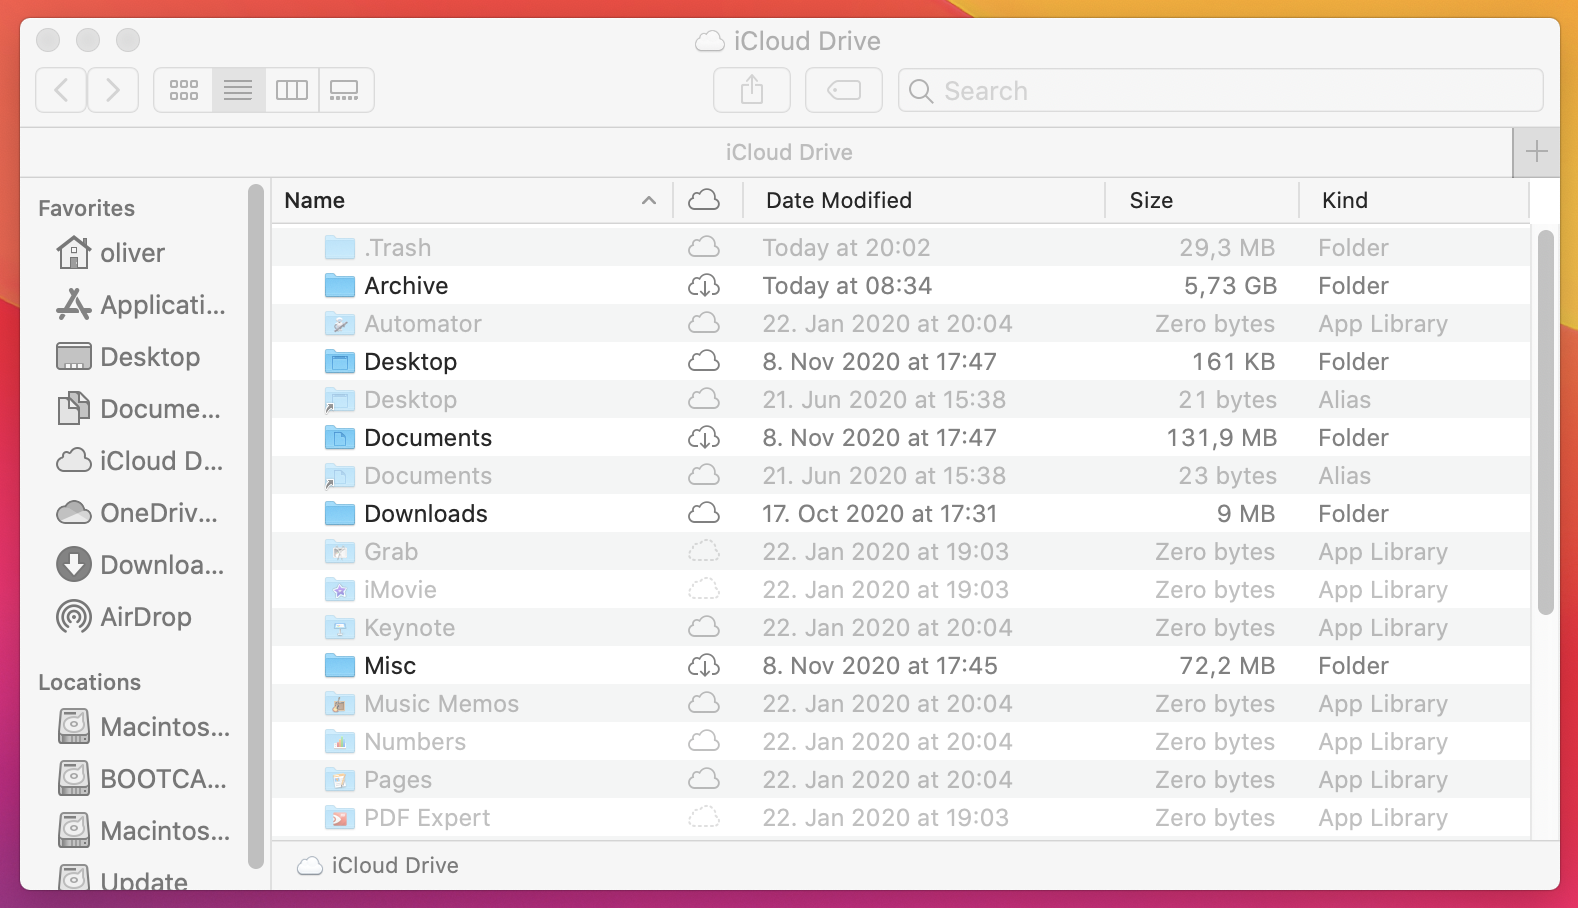 iCloud Drive
Search
iCloud Drive
Favorites
oliver
Applicati...
Desktop
Docume...
iCloud D...
OneDriv...
Downloa...
AirDrop
Locations
Macintos...
BOOTCA...
Macintos...
Update
Name Date Modified Size Kind
.Trash Today at 20:02 29,3 MB Folder
Archive Today at 08:34 5,73 GB Folder
Automator 22. Jan 2020 at 20:04 Zero bytes App Library
Desktop 8. Nov 2020 at 17:47 161 KB Folder
Desktop 21. Jun 2020 at 15:38 21 bytes Alias
Documents 8. Nov 2020 at 17:47 131,9 MB Folder
Documents 21. Jun 2020 at 15:38 23 bytes Alias
Downloads 17. Oct 2020 at 17:31 9 MB Folder
Grab 22. Jan 2020 at 19:03 Zero bytes App Library
iMovie 22. Jan 2020 at 19:03 Zero bytes App Library
Keynote 22. Jan 2020 at 20:04 Zero bytes App Library
Misc 8. Nov 2020 at 17:45 72,2 MB Folder
Music Memos 22. Jan 2020 at 20:04 Zero bytes App Library
Numbers 22. Jan 2020 at 20:04 Zero bytes App Library
Pages 22. Jan 2020 at 20:04 Zero bytes App Library
PDF Expert 22. Jan 2020 at 19:03 Zero bytes App Library
iCloud Drive